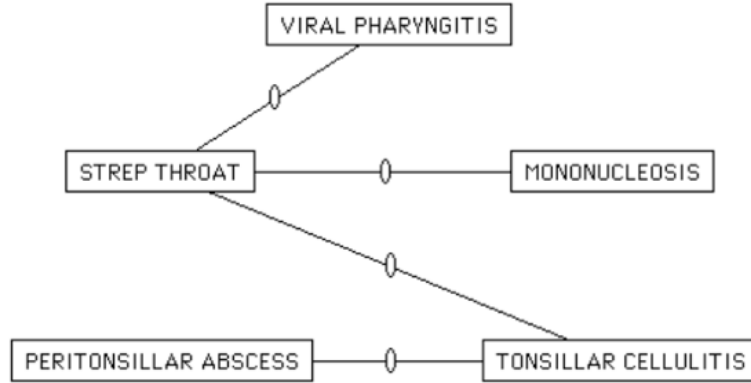 VIRAL PHARYNGITIS
STREP THROAT
MONONUCLEOSIS
PERITONSILLAR ABSCESS
TONSILLAR CELLULITIS